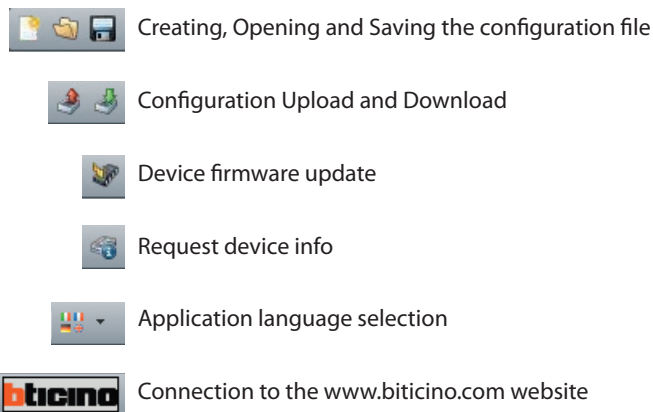 Creating, Opening and Saving the configuration file
Configuration Upload and Download
Device firmware update
Request device info
Application language selection
bticino Connection to the www.biticino.com website